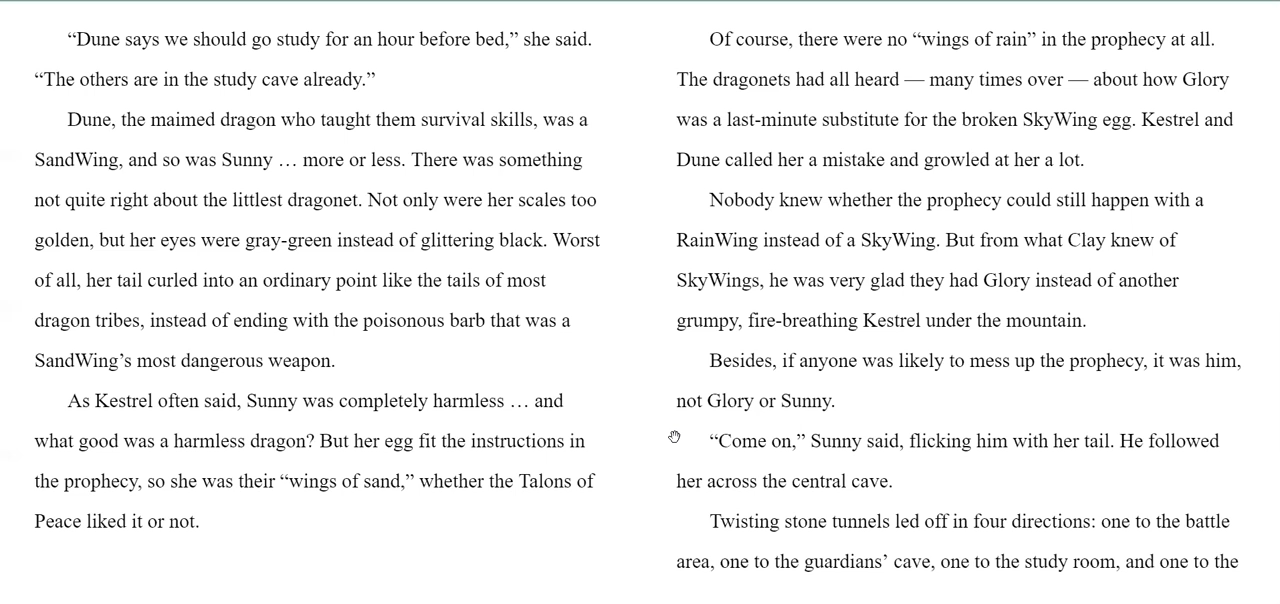 “Dune says we should go study for an hour before bed,” she said.
“The others are in the study cave already.”
Dune, the maimed dragon who taught them survival skills, was a
SandWing, and so was Sunny … more or less. There was something
not quite right about the littlest dragonet. Not only were her scales too
golden, but her eyes were gray-green instead of glittering black. Worst
of all, her tail curled into an ordinary point like the tails of most
dragon tribes, instead of ending with the poisonous barb that was a
SandWing’s most dangerous weapon.
As Kestrel often said, Sunny was completely harmless … and
what good was a harmless dragon? But her egg fit the instructions in
the prophecy, so she was their “wings of sand,” whether the Talons of
Peace liked it or not.
Of course, there were no “wings of rain” in the prophecy at all.
The dragonets had all heard — many times over — about how Glory
was a last-minute substitute for the broken SkyWing egg. Kestrel and
Dune called her a mistake and growled at her a lot.
Nobody knew whether the prophecy could still happen with a
RainWing instead of a SkyWing. But from what Clay knew of
SkyWings, he was very glad they had Glory instead of another
grumpy, fire-breathing Kestrel under the mountain.
Besides, if anyone was likely to mess up the prophecy, it was him,
not Glory or Sunny.
“Come on,” Sunny said, flicking him with her tail. He followed
her across the central cave.
Twisting stone tunnels led off in four directions: one to the battle
area, one to the guardians’ cave, one to the study room, and one to the